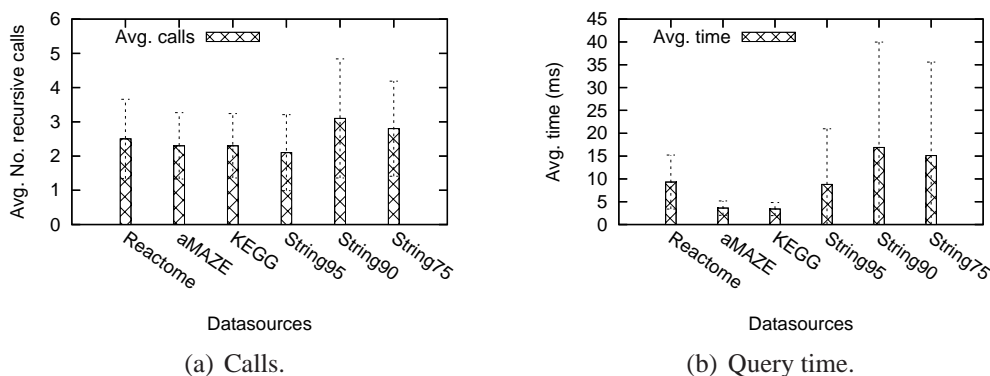 Avg. No. recursive calls
6
5
4
3
2
1
0
Avg. calls
Reactome
aMAZE
KEGG
String95
String90
String75
Datasources
(a) Calls.
Avg. time (ms)
45
40
35
30
25
20
15
10
5
0
Avg. time
Reactome
aMAZE
KEGG
String95
String90
String75
Datasources
(b) Query time.